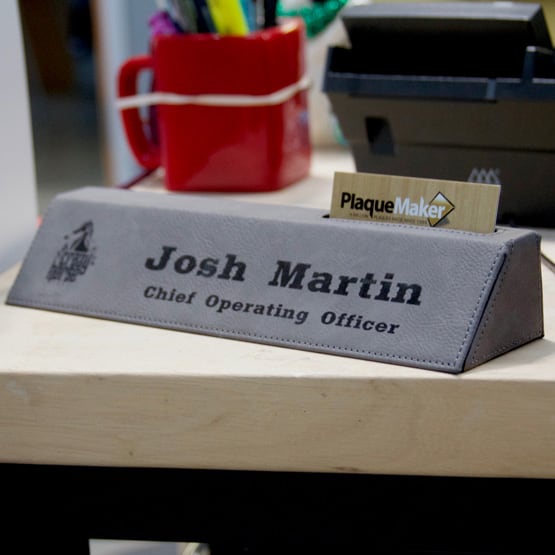 PlaqueMaker
Josh Martin
Chief Operating Officer